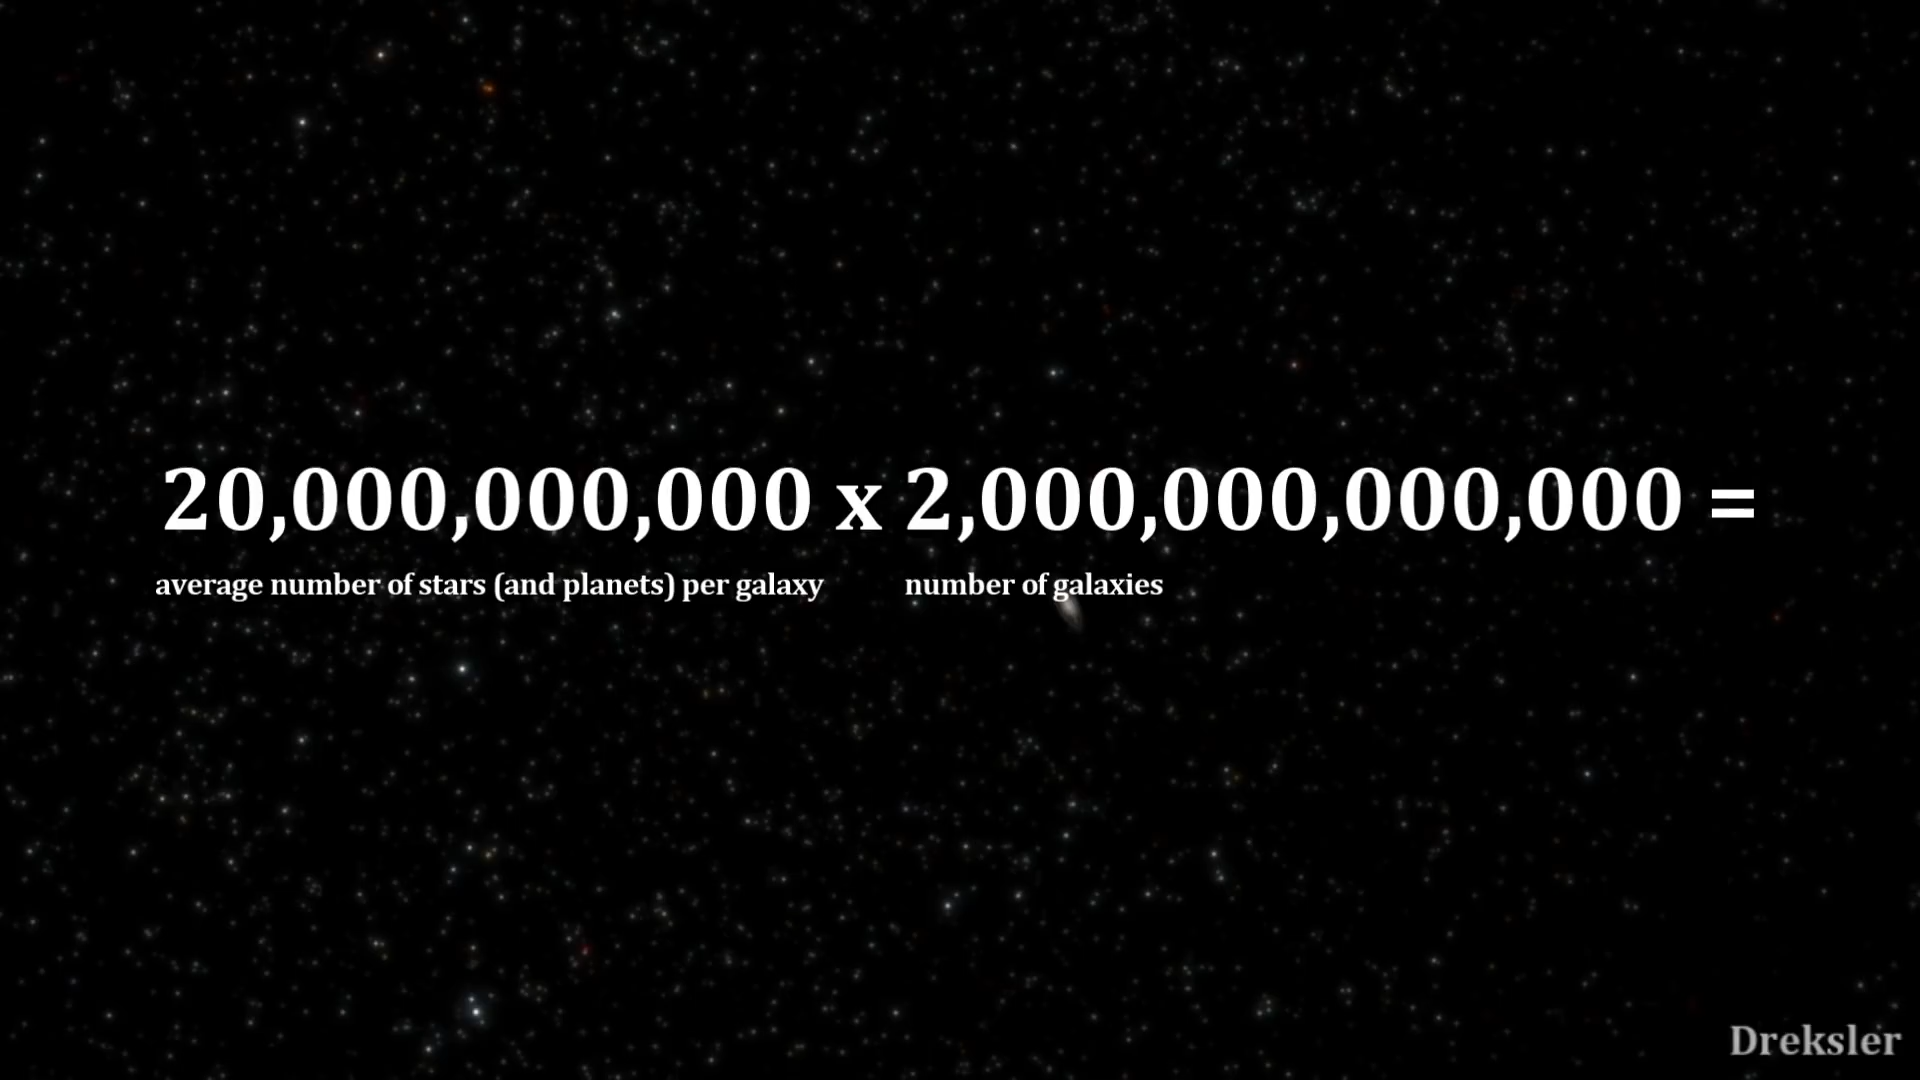 20,000,000,000 x 2,000,000,000,000 =
average number of stars (and planets) per galaxy number of galaxies
Dreksler